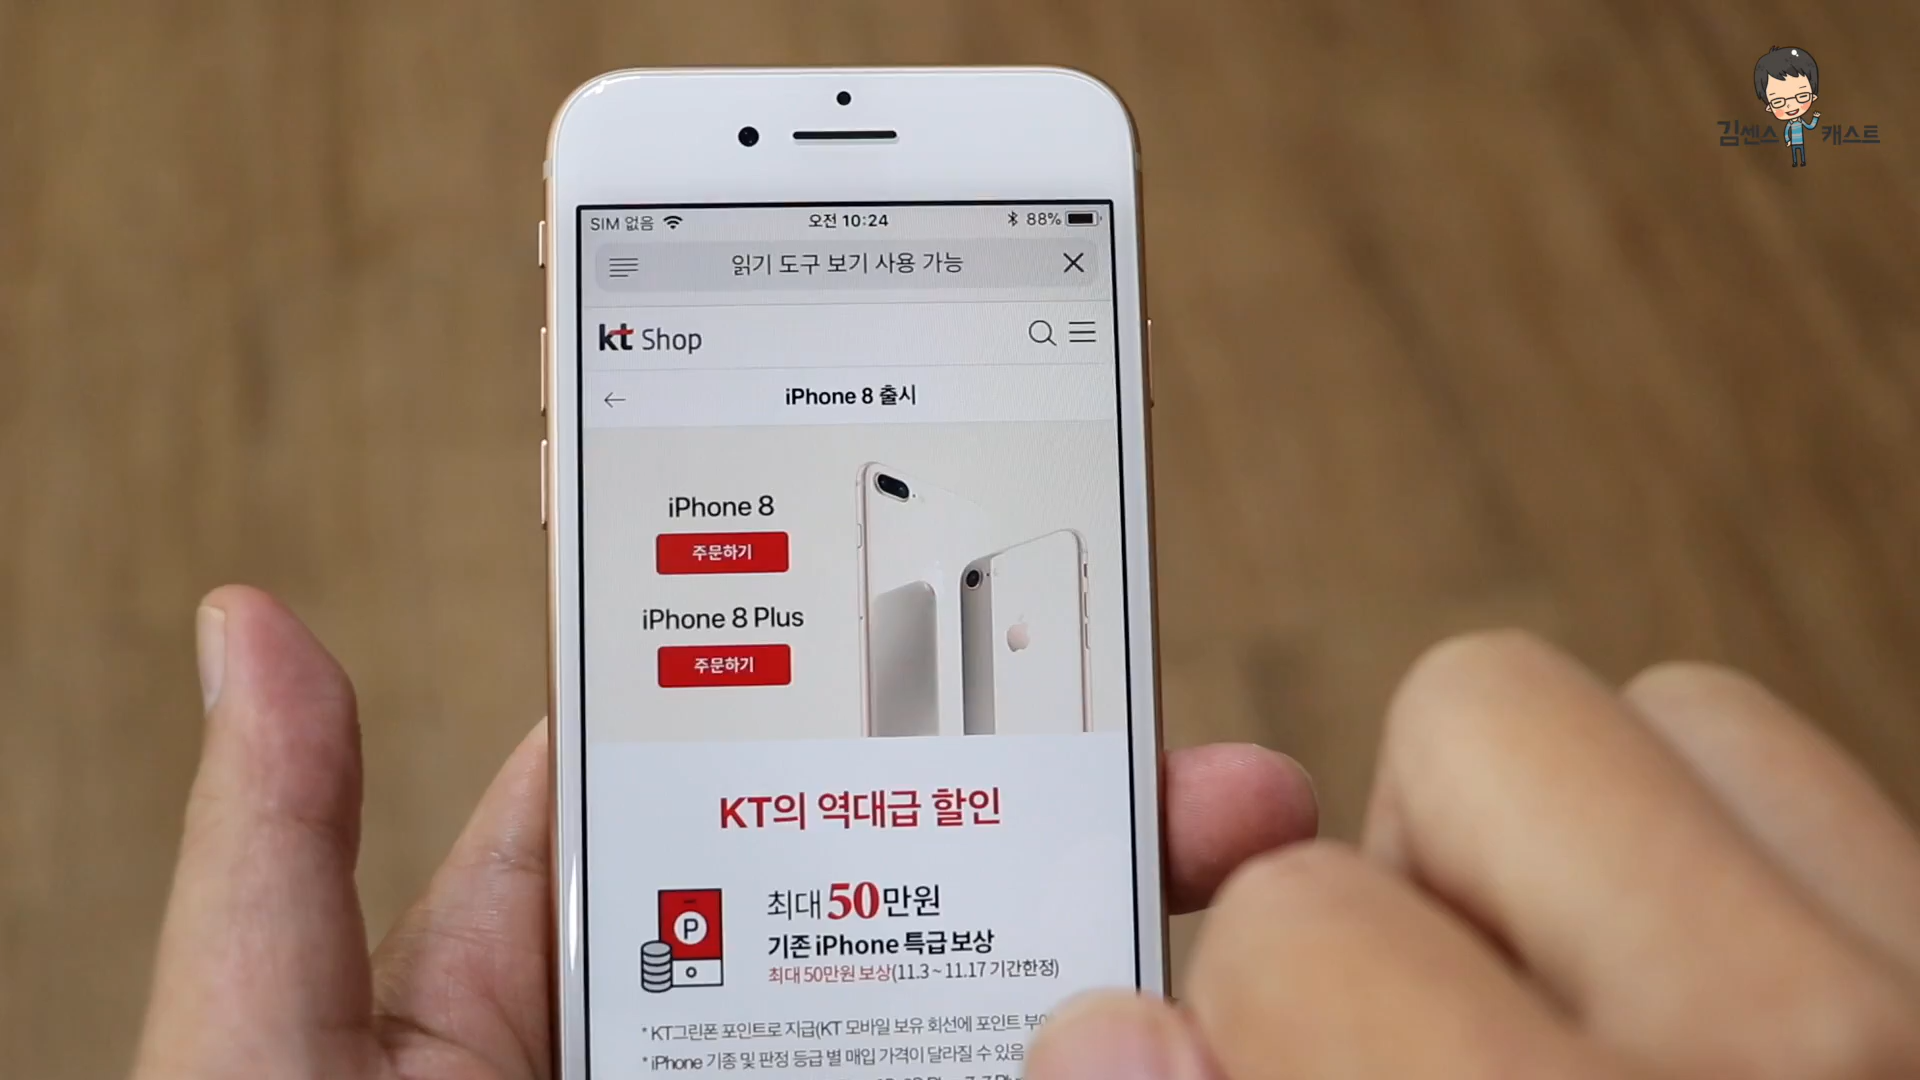 김센스 캐스트
SIM 없음 오전 10:24 88%
읽기 도구 보기 사용 가능
kt Shop
iPhone 8 출시
iPhone 8
주문하기
iPhone 8 Plus
주문하기
KT의 역대급 할인
P
최대 50만원
기존 iPhone 특급 보상
최대 50만원 보상(11.3 ~ 11.17 기간한정)
* KT그린폰 포인트로 지급(KT 모바일 보유 회선에 포인트
* iPhone 기종 및 판정 등급 별 매입 가격이 달라질 수 있음